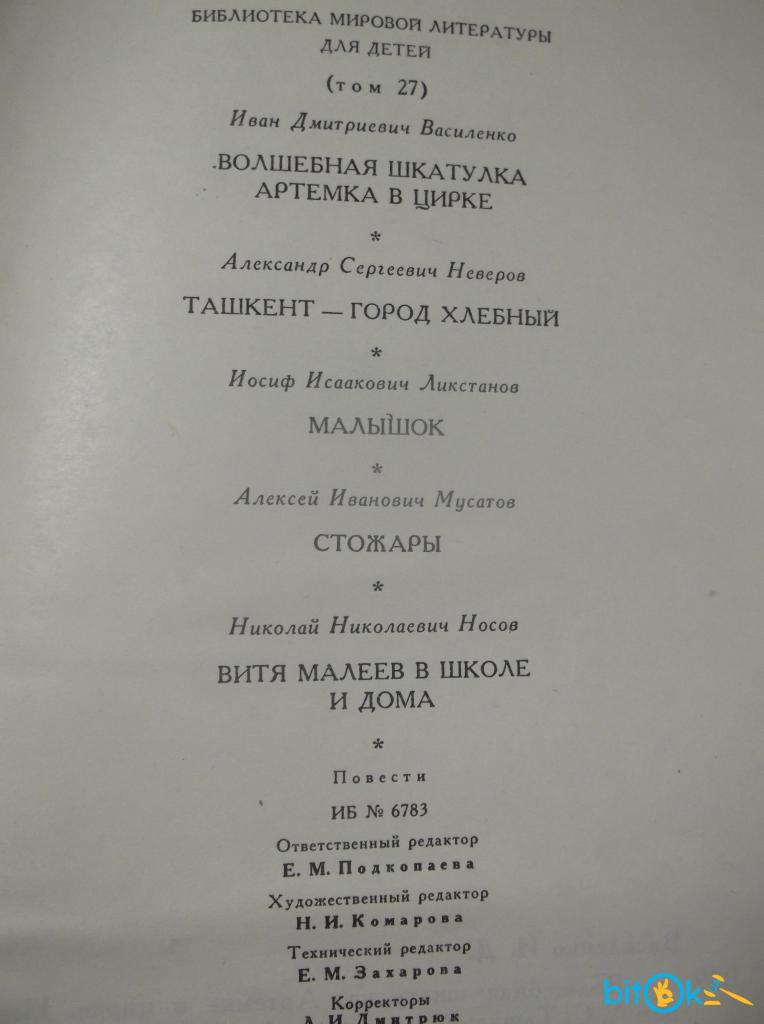 БИБЛИОТЕКА МИРОВОЙ ЛИТЕРАТУРЫ
ДЛЯ ДЕТЕЙ
(том 27)
Иван Дмитриевич Василенко
ВОЛШЕБНАЯ ШКАТУЛКА
АРТЕМКА В ЦИРКЕ
*
Александр Сергеевич Неверов
ТАШКЕНТ — ГОРОД ХЛЕБНЫЙ
*
Иосиф Исаакович Ликстанов
МАЛЫШОК
*
Алексей Иванович Мусатов
СТОЖАРЫ
*
Николай Николаевич Носов
ВИТЯ МАЛЕЕВ В ШКОЛЕ
И ДОМА
*
Повести
ИБ № 6783
Ответственный редактор
Е. М. Подкопаева
Художественный редактор
Н. И. Комарова
Технический редактор
Е. М. Захарова
Корректоры
Л. И. Дмитрюк
bitok